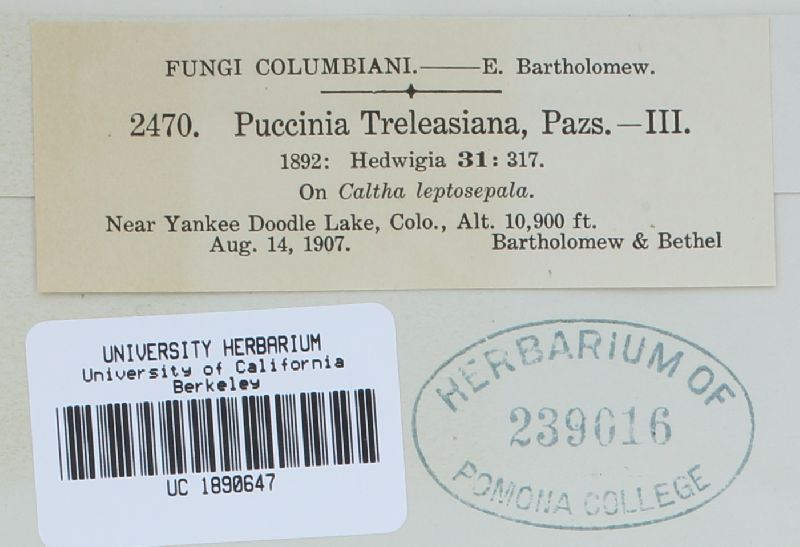 FUNGI COLUMBIANI.——E. Bartholomew.
2470. Puccinia Treleasiana, Pazs.—III.
1892: Hedwigia 31: 317.
On Caltha leptosepala.
Near Yankee Doodle Lake, Colo., Alt. 10,900 ft.
Aug. 14, 1907. Bartholomew & Bethel
UNIVERSITY HERBARIUM
University of California
Berkeley
UC 1890647
HERBARIUM OF
239016
POMONA COLLEGE